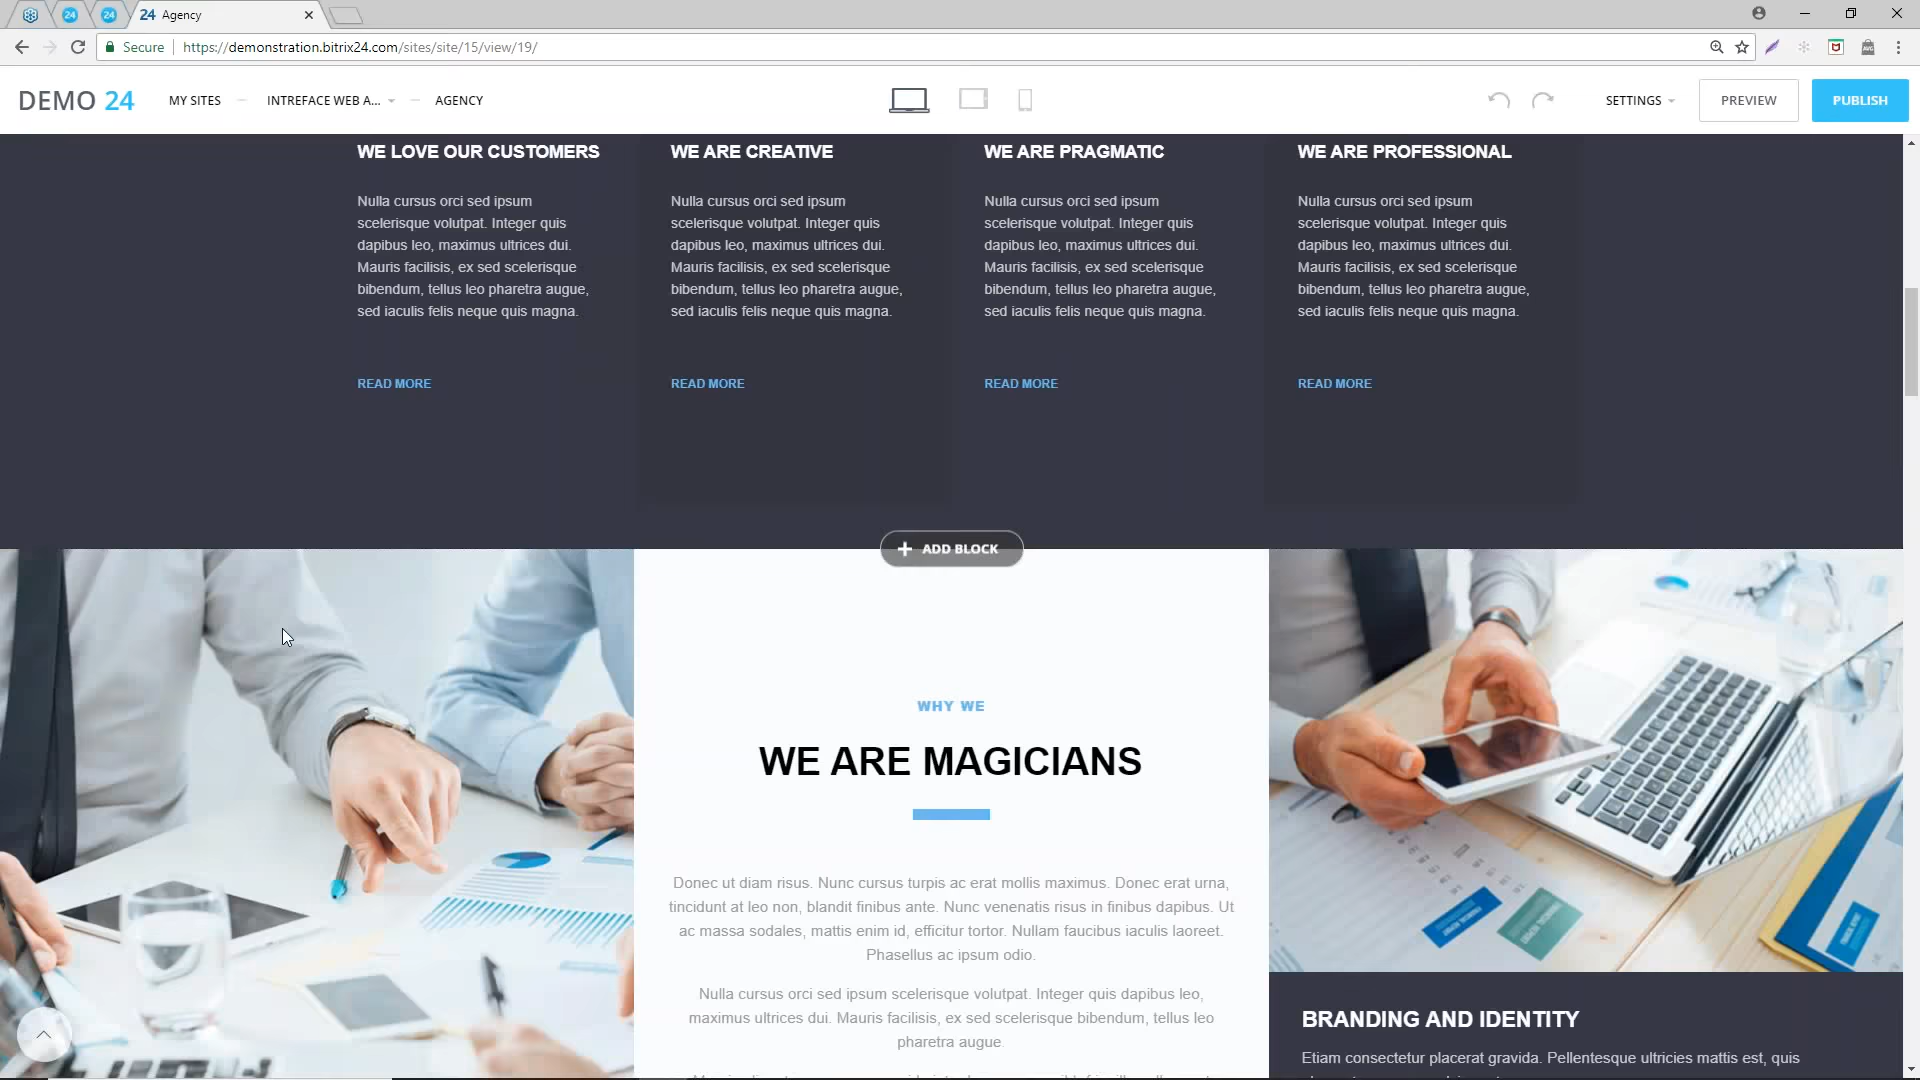 24 Agency
Secure https://demonstration.bitrix24.com/sites/site/15/view/19/
DEMO 24 MY SITES INTREFACE WEB A... AGENCY SETTINGS PREVIEW PUBLISH
WE LOVE OUR CUSTOMERS
Nulla cursus orci sed ipsum
scelerisque volutpat. Integer quis
dapibus leo, maximus ultrices dui.
Mauris facilisis, ex sed scelerisque
bibendum, tellus leo pharetra augue,
sed iaculis felis neque quis magna.
READ MORE
WE ARE CREATIVE
Nulla cursus orci sed ipsum
scelerisque volutpat. Integer quis
dapibus leo, maximus ultrices dui.
Mauris facilisis, ex sed scelerisque
bibendum, tellus leo pharetra augue,
sed iaculis felis neque quis magna.
READ MORE
WE ARE PRAGMATIC
Nulla cursus orci sed ipsum
scelerisque volutpat. Integer quis
dapibus leo, maximus ultrices dui.
Mauris facilisis, ex sed scelerisque
bibendum, tellus leo pharetra augue,
sed iaculis felis neque quis magna.
READ MORE
WE ARE PROFESSIONAL
Nulla cursus orci sed ipsum
scelerisque volutpat. Integer quis
dapibus leo, maximus ultrices dui.
Mauris facilisis, ex sed scelerisque
bibendum, tellus leo pharetra augue,
sed iaculis felis neque quis magna.
READ MORE
+ ADD BLOCK
WHY WE
WE ARE MAGICIANS
Donec ut diam risus. Nunc cursus turpis ac erat mollis maximus. Donec erat urna,
tincidunt at leo non, blandit finibus ante. Nunc venenatis risus in finibus dapibus. Ut
ac massa sodales, mattis enim id, efficitur tortor. Nullam faucibus iaculis laoreet.
Phasellus ac ipsum odio.
Nulla cursus orci sed ipsum scelerisque volutpat. Integer quis dapibus leo,
maximus ultrices dui. Mauris facilisis, ex sed scelerisque bibendum, tellus leo
pharetra augue.
BRANDING AND IDENTITY
Etiam consectetur placerat gravida. Pellentesque ultricies mattis est, quis